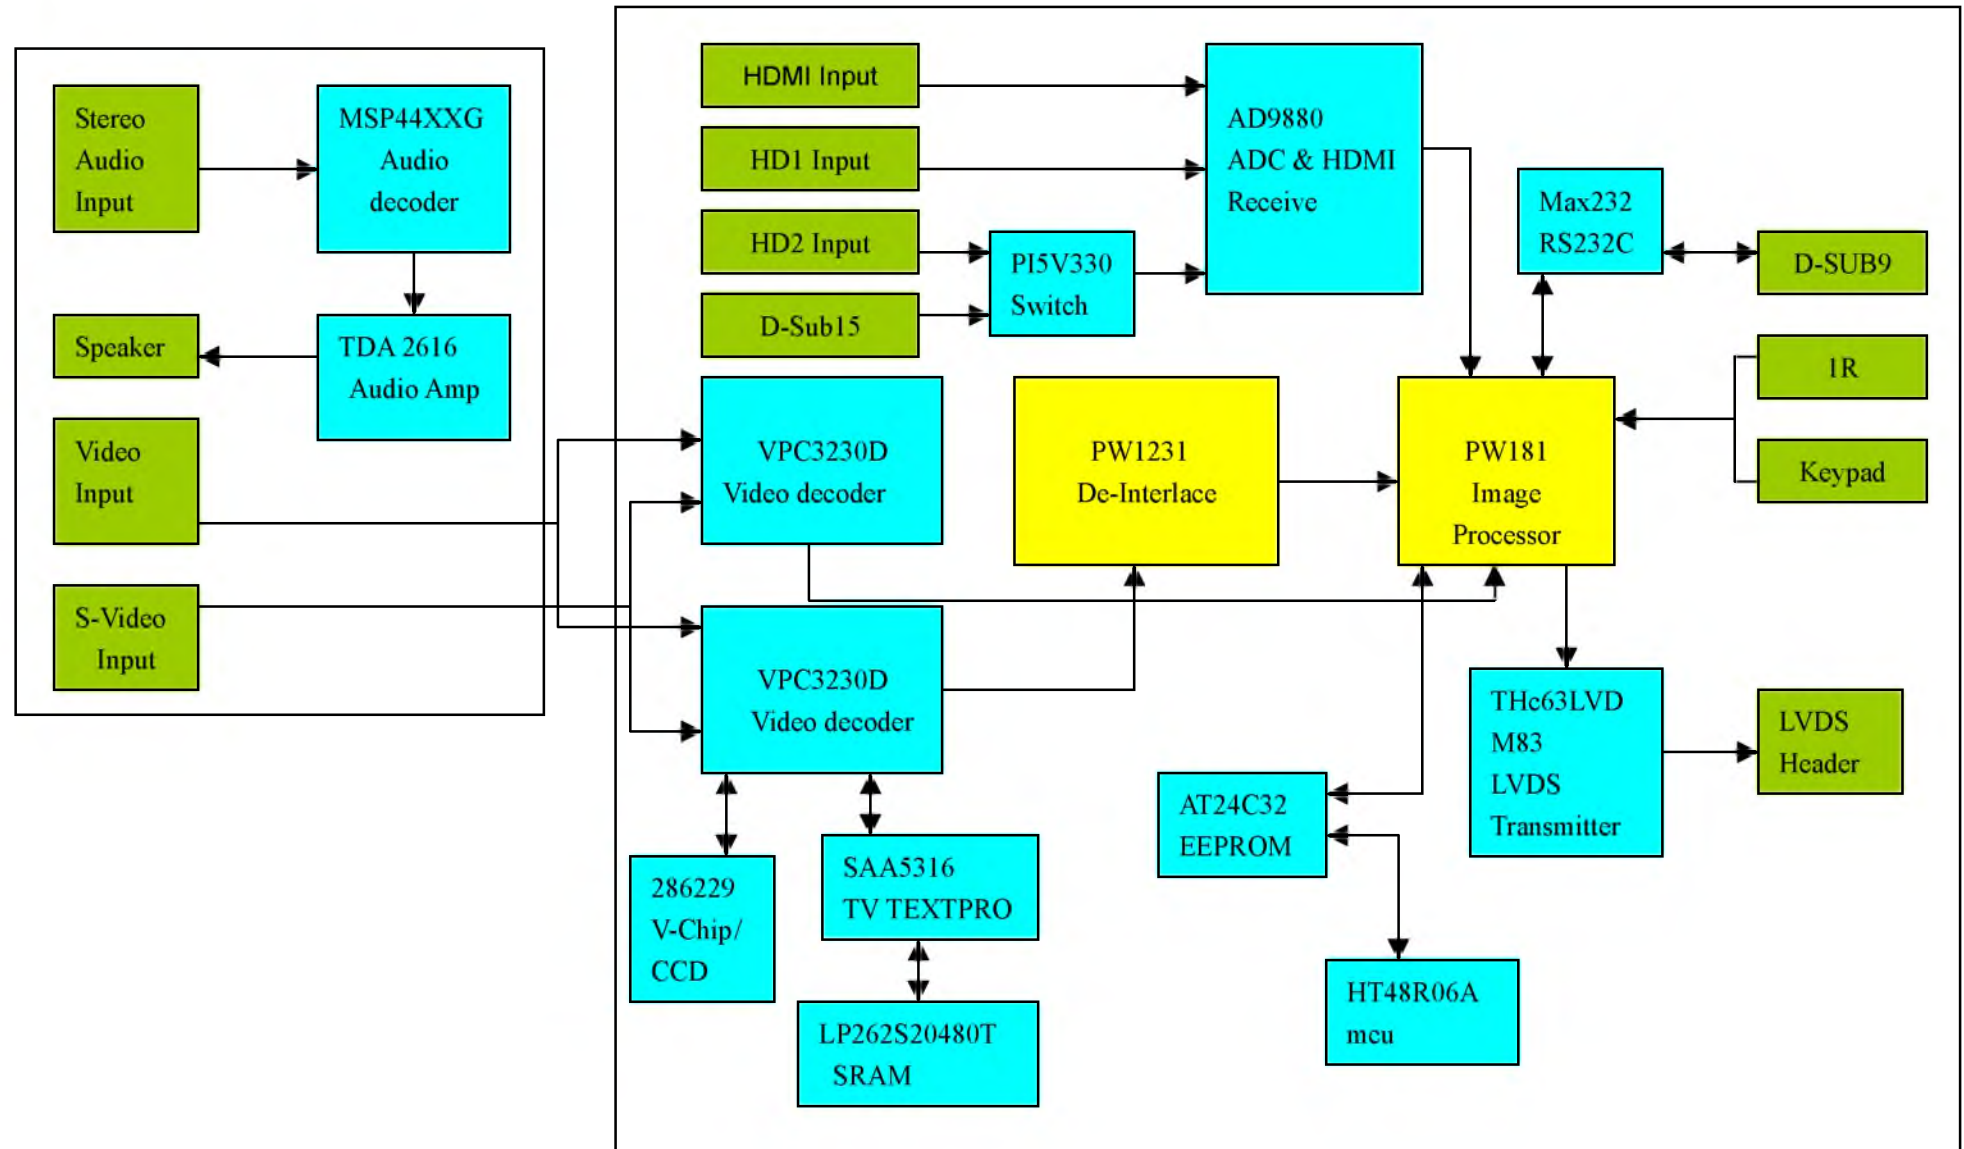 Stereo
Audio
Input
MSP44XXG
Audio
decoder
Speaker
TDA 2616
Audio Amp
Video
Input
S-Video
Input
HDMI Input
HD1 Input
HD2 Input
D-Sub15
PI5V330
Switch
AD9880
ADC & HDMI
Receive
Max232
RS232C
D-SUB9
1R
Keypad
VPC3230D
Video decoder
PW1231
De-Interlace
PW181
Image
Processor
VPC3230D
Video decoder
THc63LVD
M83
LVDS
Transmitter
LVDS
Header
AT24C32
EEPROM
286229
V-Chip/
CCD
SAA5316
TV TEXTPRO
LP262S20480T
SRAM
HT48R06A
mcu